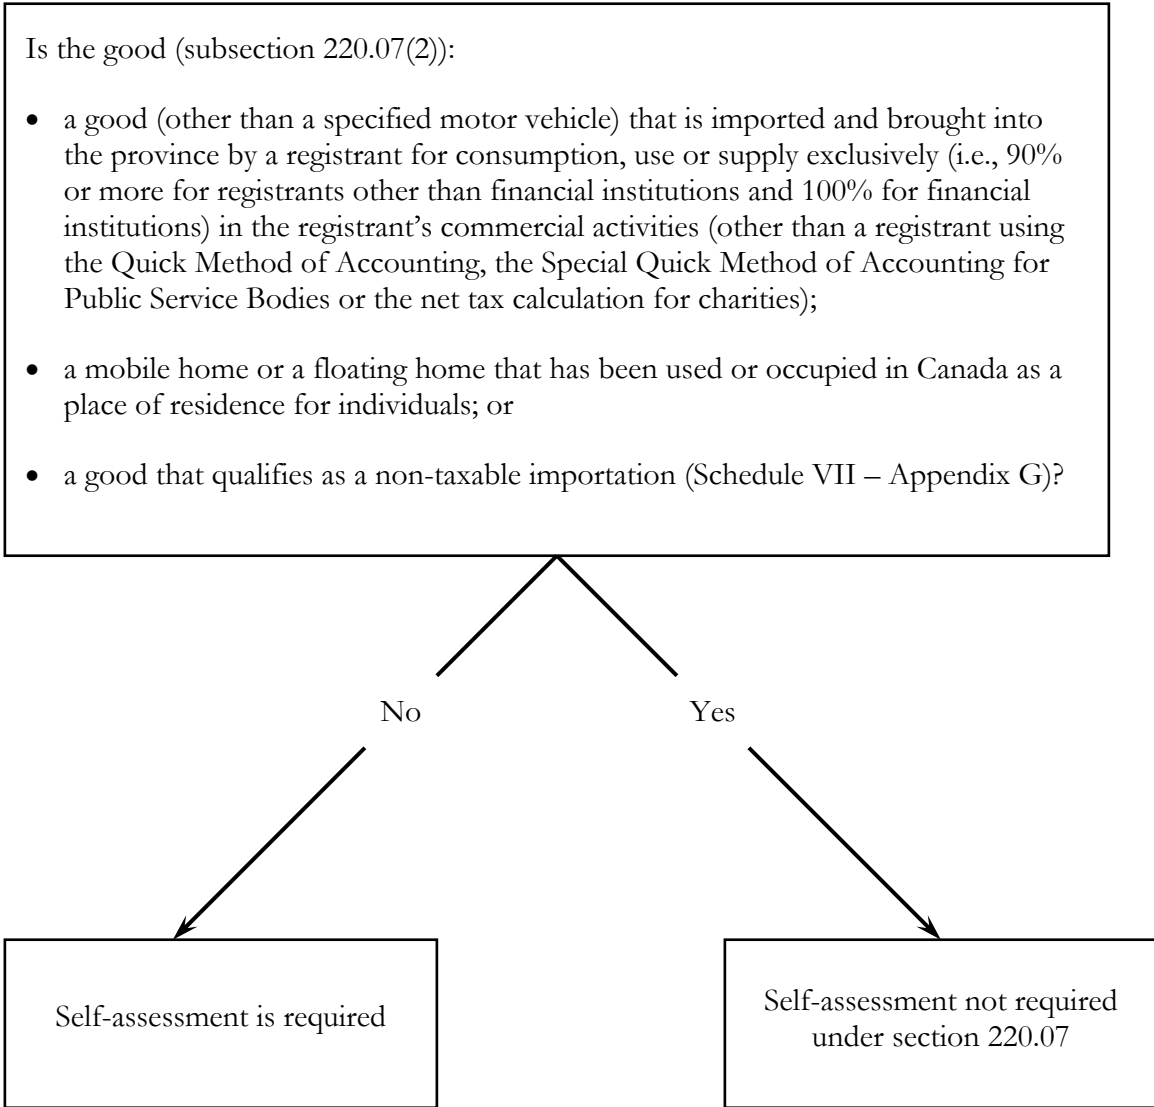 Is the good (subsection 220.07(2)):
• a good (other than a specified motor vehicle) that is imported and brought into
the province by a registrant for consumption, use or supply exclusively (i.e., 90%
or more for registrants other than financial institutions and 100% for financial
institutions) in the registrant’s commercial activities (other than a registrant using
the Quick Method of Accounting, the Special Quick Method of Accounting for
Public Service Bodies or the net tax calculation for charities);
• a mobile home or a floating home that has been used or occupied in Canada as a
place of residence for individuals; or
• a good that qualifies as a non-taxable importation (Schedule VII – Appendix G)?
No
Yes
Self-assessment is required
Self-assessment not required
under section 220.07